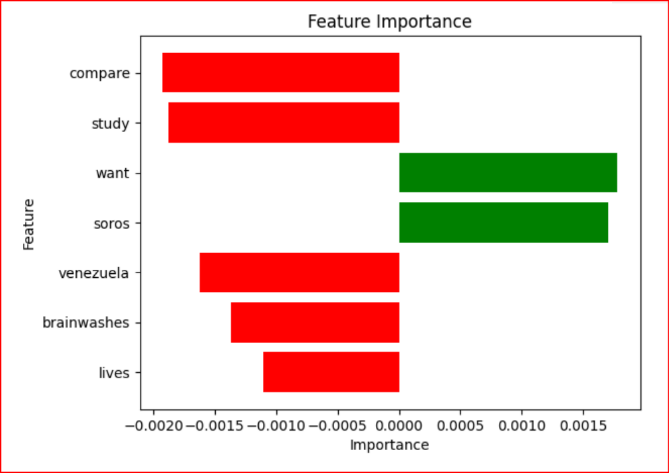 Feature Importance
compare
study
want
soros
venezuela
brainwashes
lives
Feature
−0.0020 −0.0015 −0.0010 −0.0005 0.0000 0.0005 0.0010 0.0015
Importance